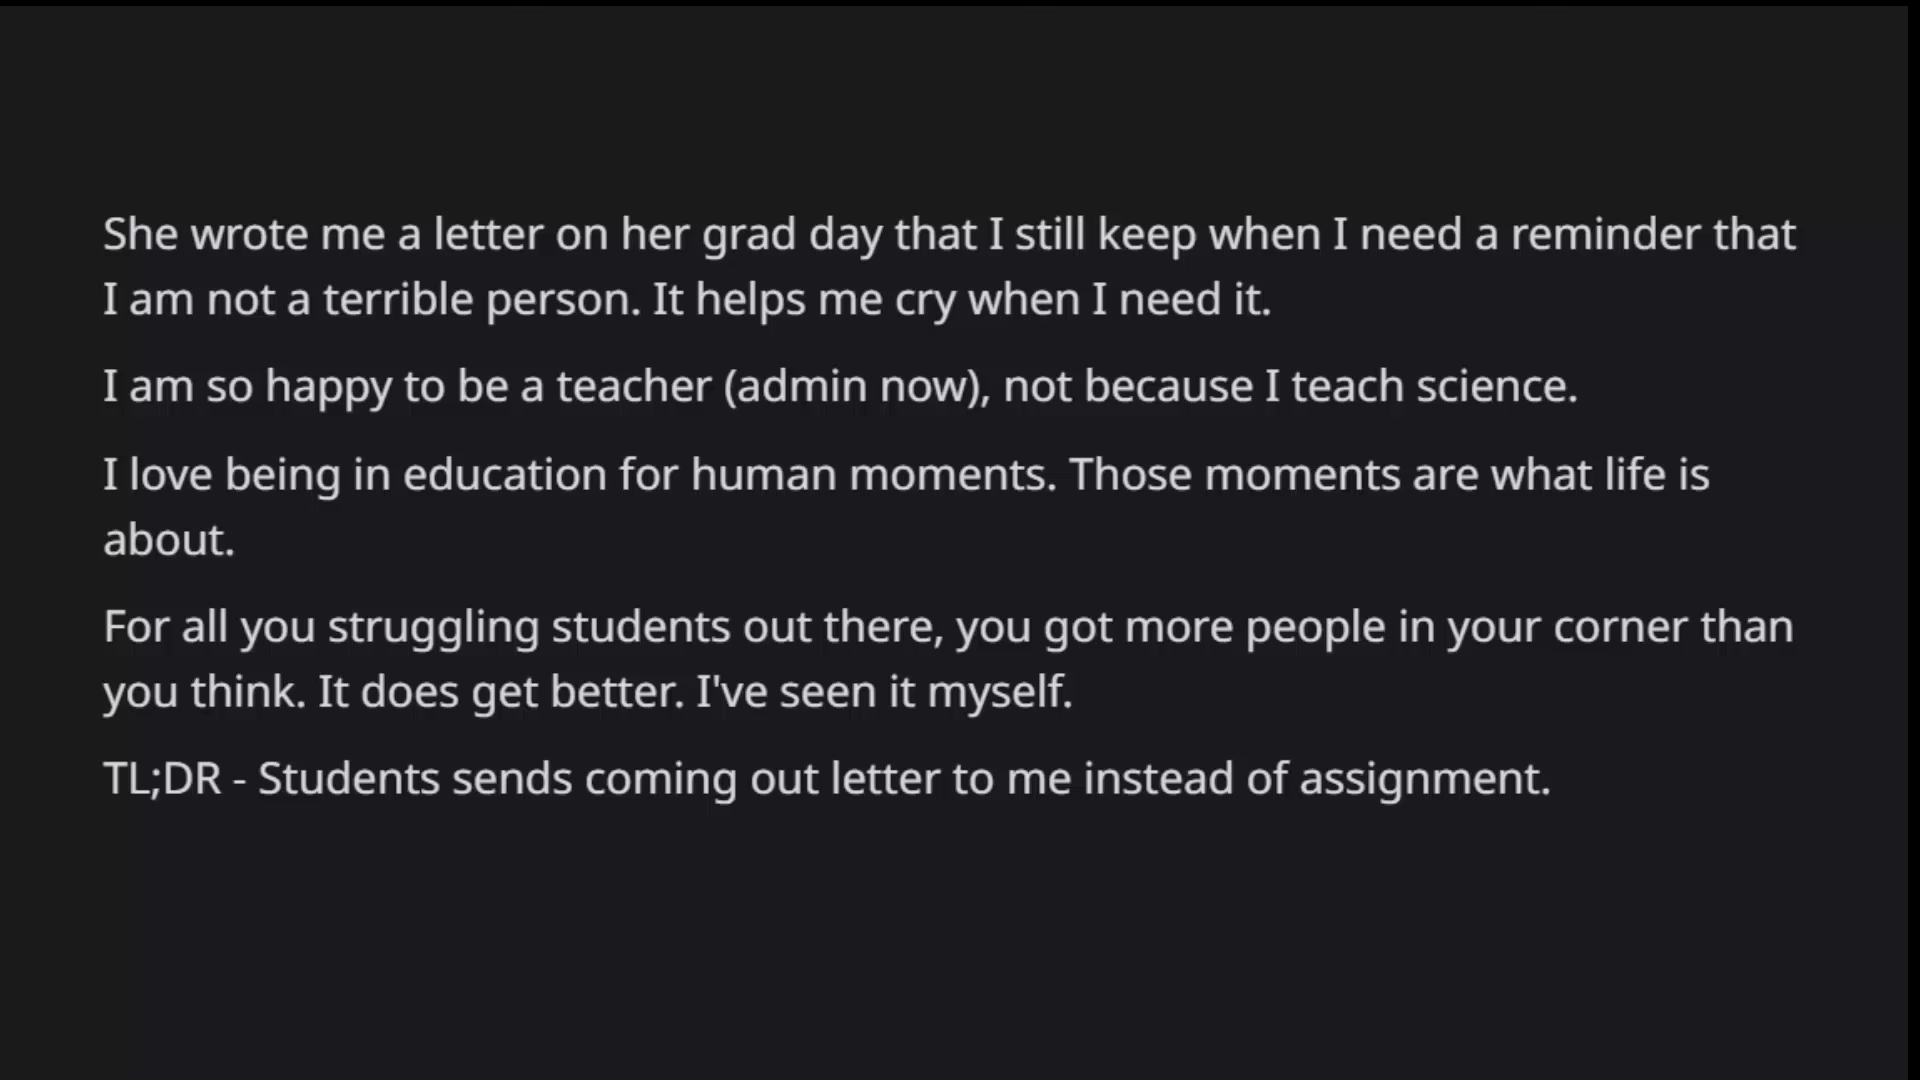 She wrote me a letter on her grad day that I still keep when I need a reminder that
I am not a terrible person. It helps me cry when I need it.
I am so happy to be a teacher (admin now), not because I teach science.
I love being in education for human moments. Those moments are what life is
about.
For all you struggling students out there, you got more people in your corner than
you think. It does get better. I've seen it myself.
TL;DR - Students sends coming out letter to me instead of assignment.